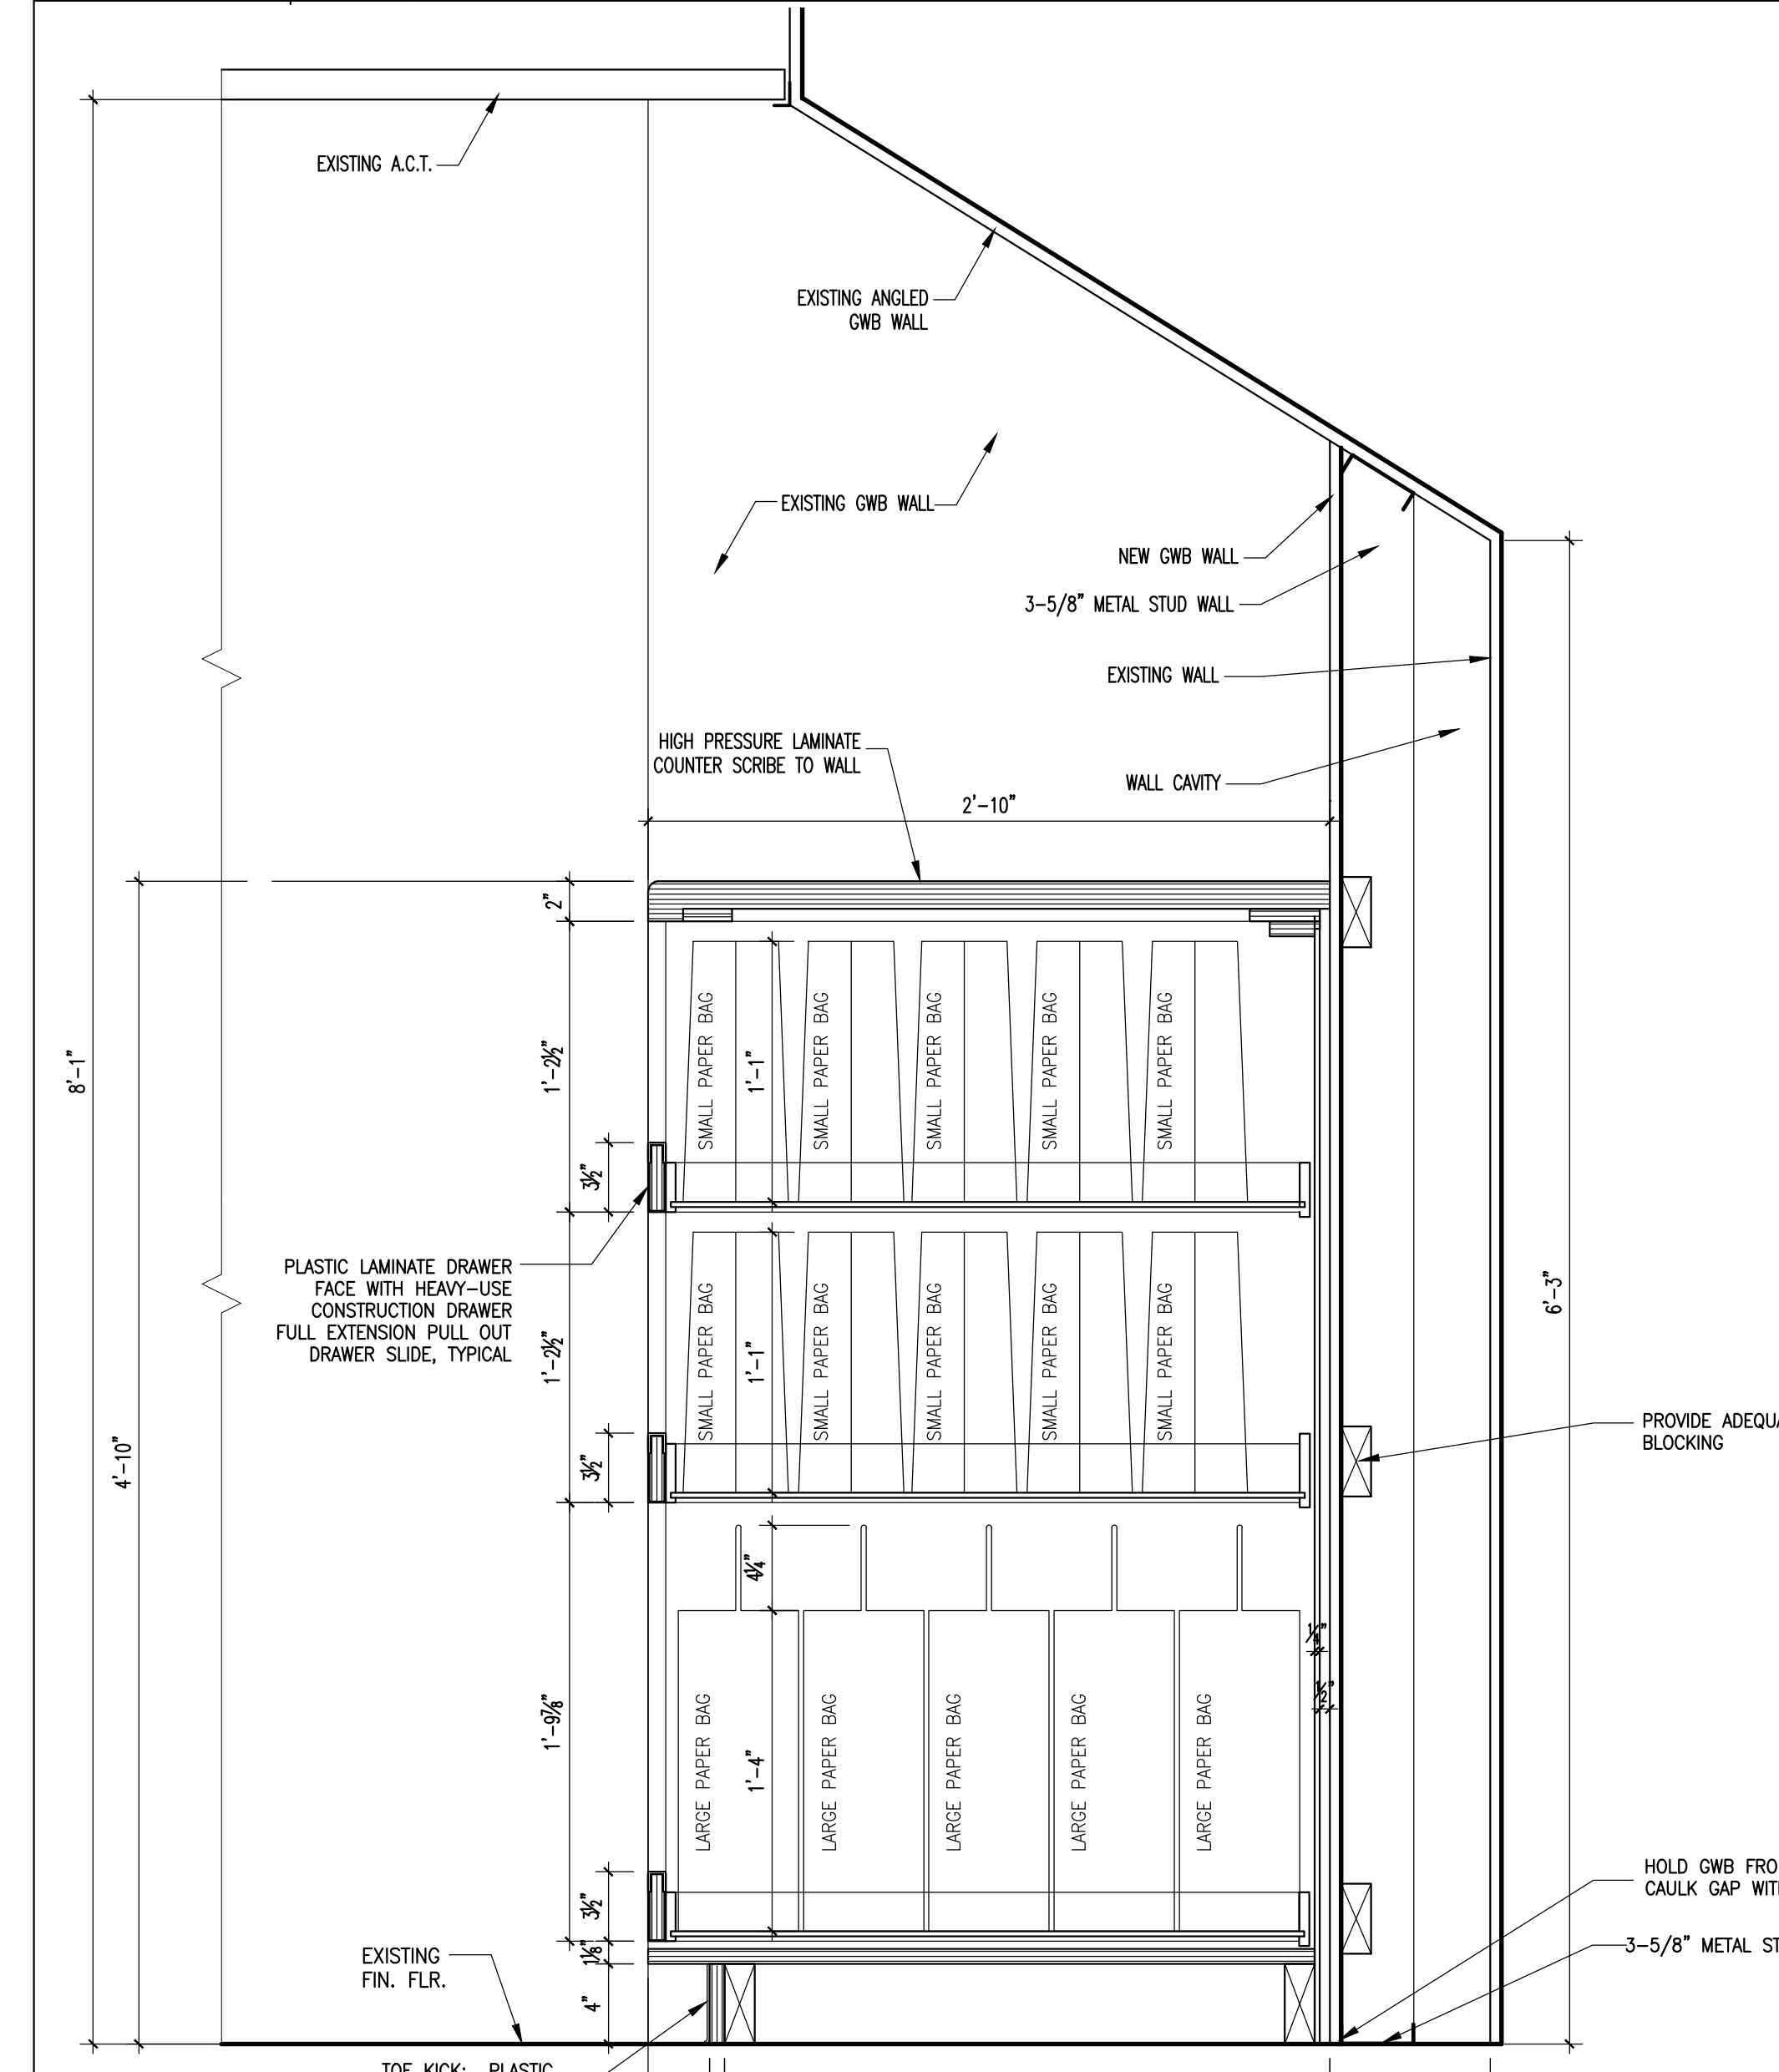 EXISTING A.C.T.
EXISTING ANGLED
GWB WALL
EXISTING GWB WALL
NEW GWB WALL
3-5/8" METAL STUD WALL
EXISTING WALL
HIGH PRESSURE LAMINATE
COUNTER SCRIBE TO WALL
WALL CAVITY
2'-10"
2"
8'-1"
1'-2½"
SMALL PAPER BAG
1'-1"
SMALL PAPER BAG
SMALL PAPER BAG
SMALL PAPER BAG
SMALL PAPER BAG
3½"
PLASTIC LAMINATE DRAWER
FACE WITH HEAVY-USE
CONSTRUCTION DRAWER
FULL EXTENSION PULL OUT
DRAWER SLIDE, TYPICAL
6'-3"
1'-2½"
SMALL PAPER BAG
1'-1"
SMALL PAPER BAG
SMALL PAPER BAG
SMALL PAPER BAG
SMALL PAPER BAG
4'-10"
3½"
PROVIDE
BLOCKING
4¼"
¼"
½"
1'-9⅞"
LARGE PAPER BAG
1'-4"
LARGE PAPER BAG
LARGE PAPER BAG
LARGE PAPER BAG
LARGE PAPER BAG
3½"
HOLD GWB
CAULK GAP
EXISTING
FIN. FLR.
1⅛"
3-5/8" METAL
4"
TOE KICK: PLASTIC